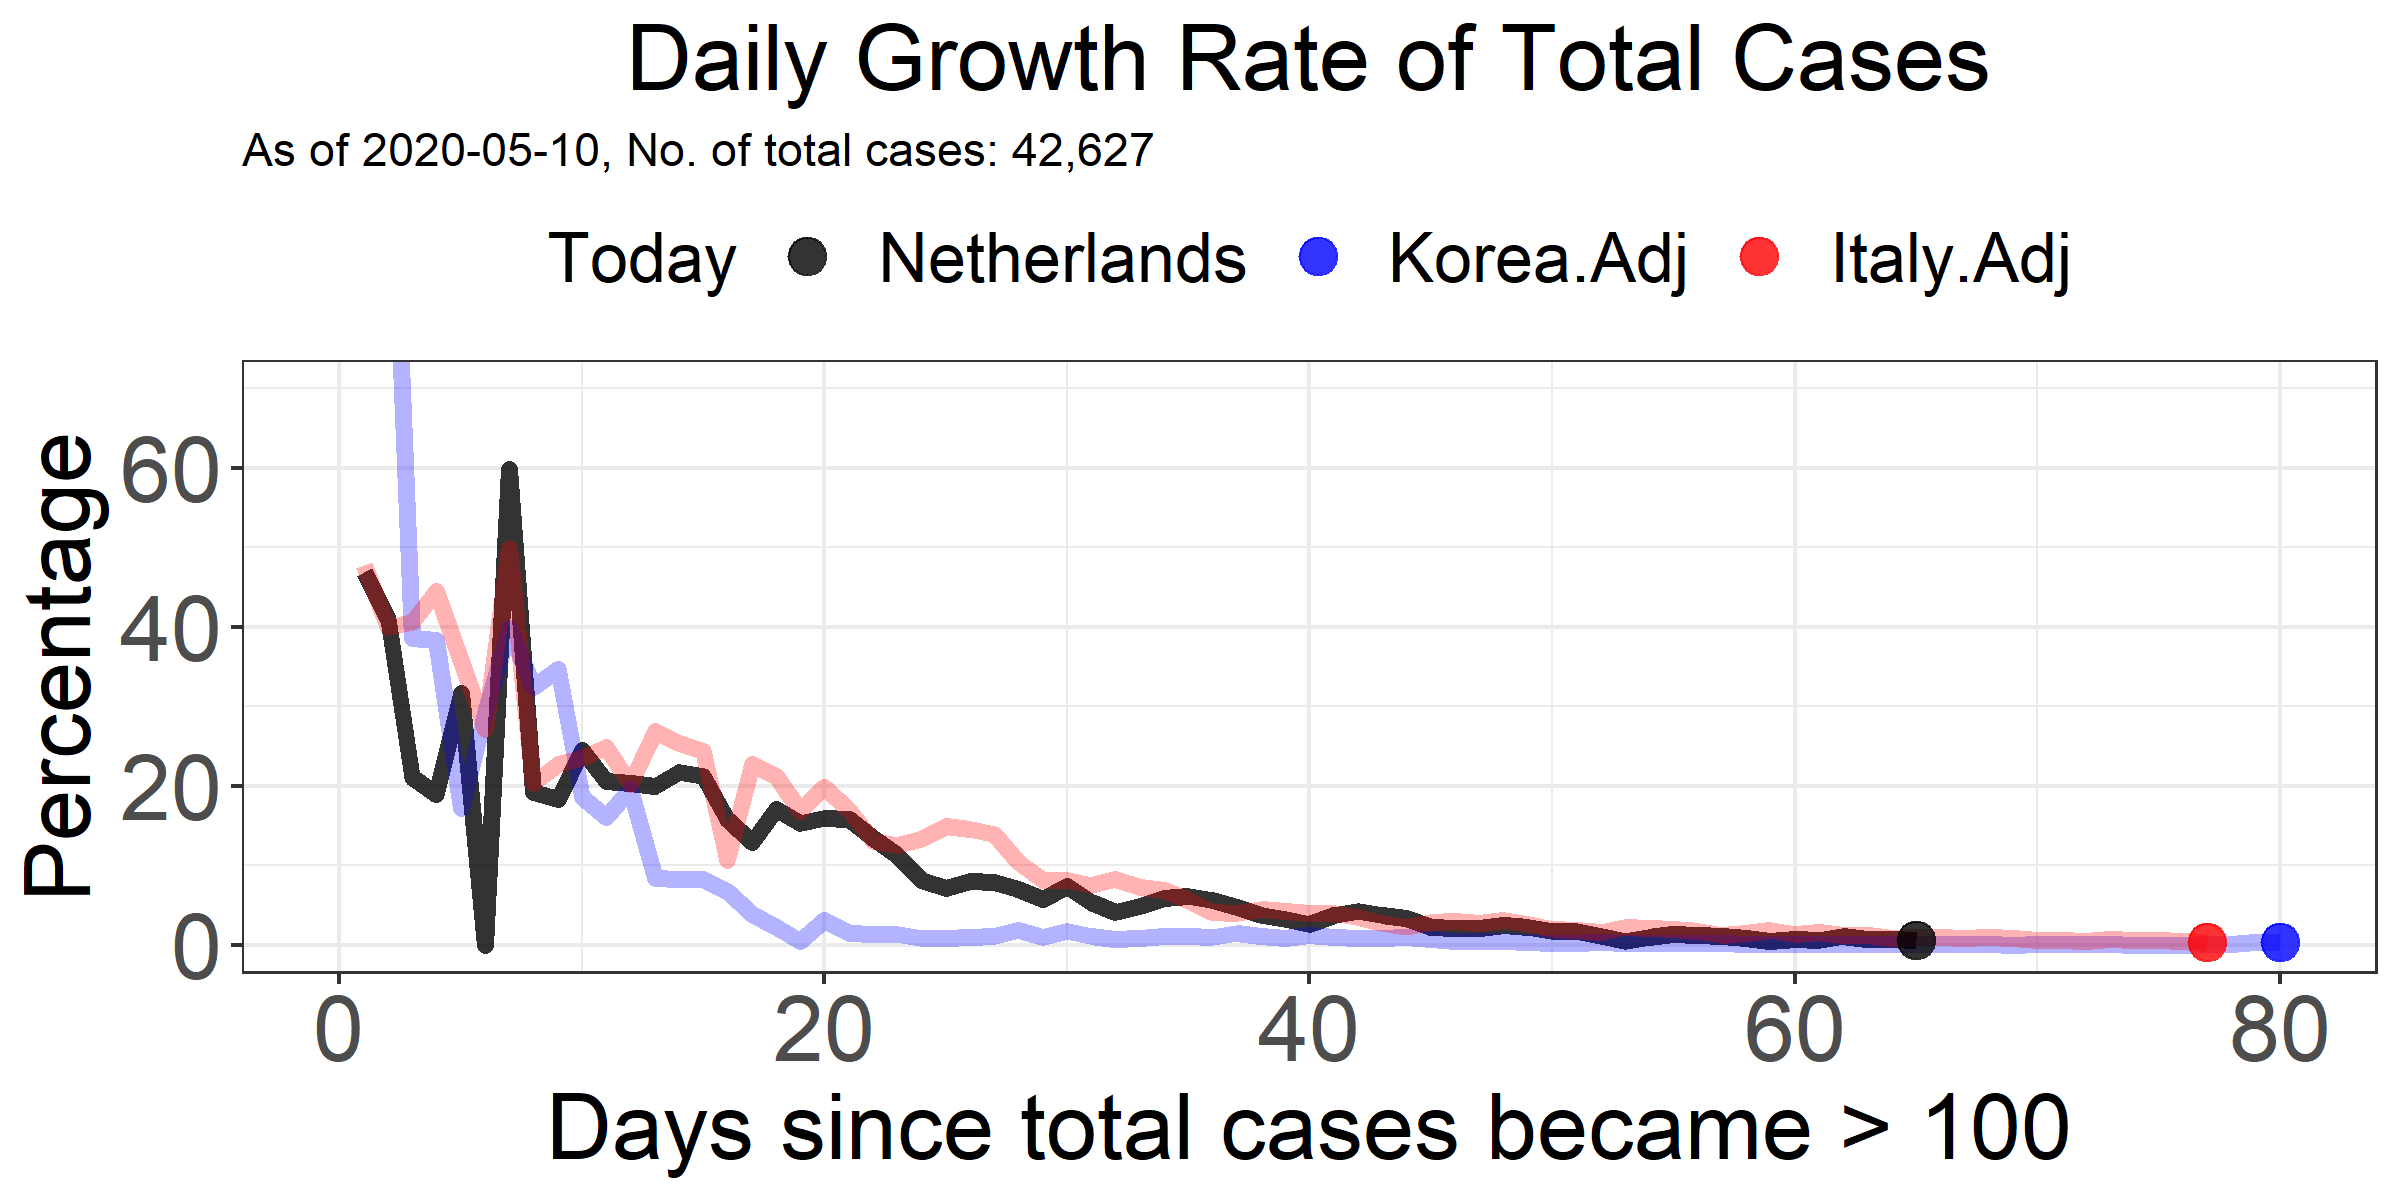 Daily Growth Rate of Total Cases
As of 2020-05-10, No. of total cases: 42,627
Today Netherlands Korea.Adj Italy.Adj
Percentage
60
40
20
0
0 20 40 60 80
Days since total cases became > 100